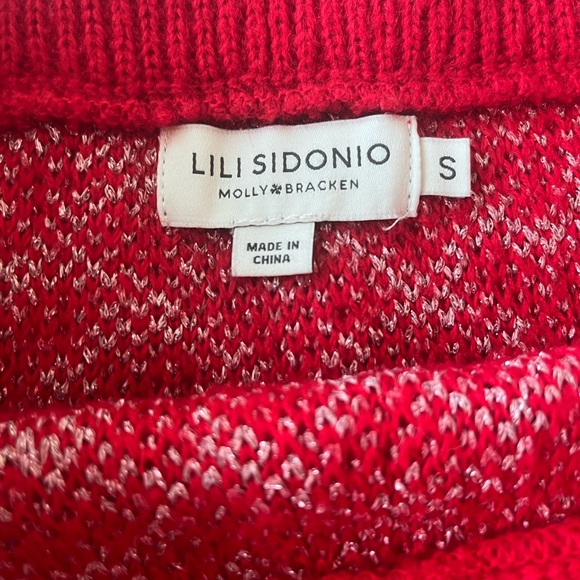 LILI SIDONIO
MOLLY✽BRACKEN
S
MADE IN
CHINA